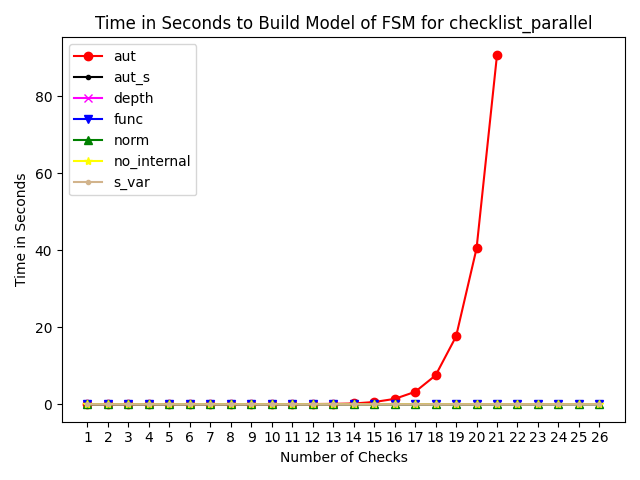 Time in Seconds to Build Model of FSM for checklist_parallel
aut
aut_s
depth
func
norm
no_internal
s_var
Time in Seconds
80
60
40
20
0
1 2 3 4 5 6 7 8 9 10 11 12 13 14 15 16 17 18 19 20 21 22 23 24 25 26
Number of Checks